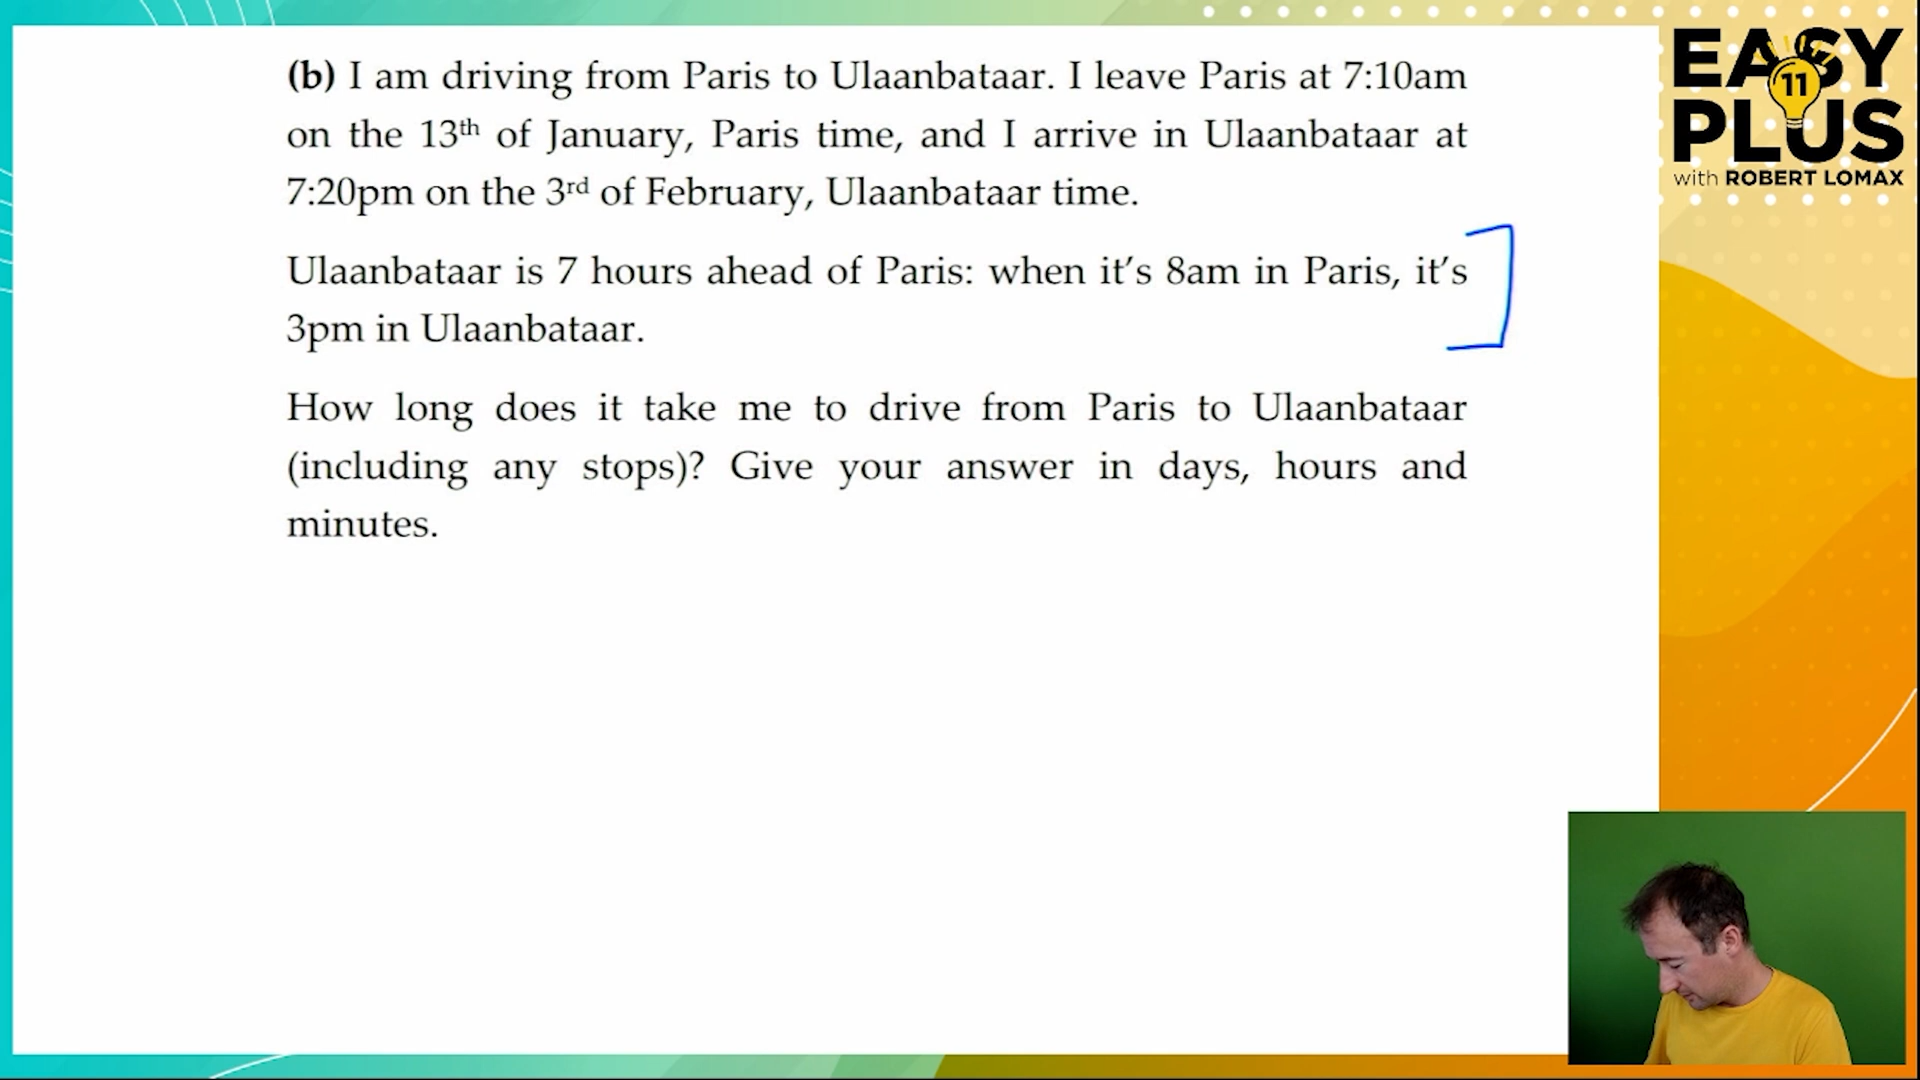 (b) I am driving from Paris to Ulaanbataar. I leave Paris at 7:10am
on the 13th of January, Paris time, and I arrive in Ulaanbataar at
7:20pm on the 3rd of February, Ulaanbataar time.
Ulaanbataar is 7 hours ahead of Paris: when it's 8am in Paris, it's
3pm in Ulaanbataar.
How long does it take me to drive from Paris to Ulaanbataar
(including any stops)? Give your answer in days, hours and
minutes.
EASY
11
PLUS
with ROBERT LOMAX